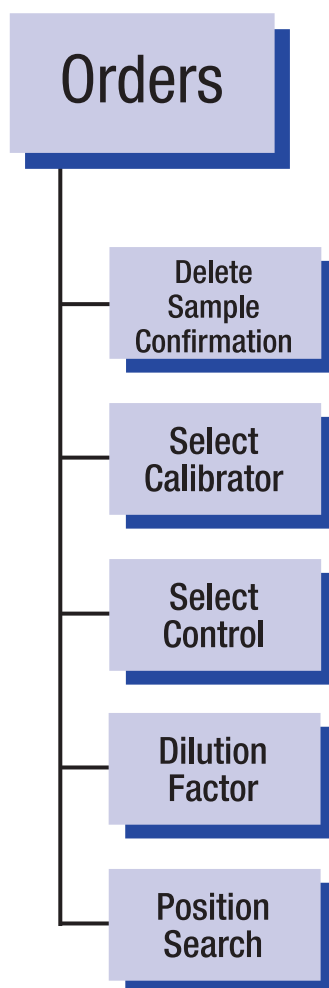 Orders
Delete
Sample
Confirmation
Select
Calibrator
Select
Control
Dilution
Factor
Position
Search